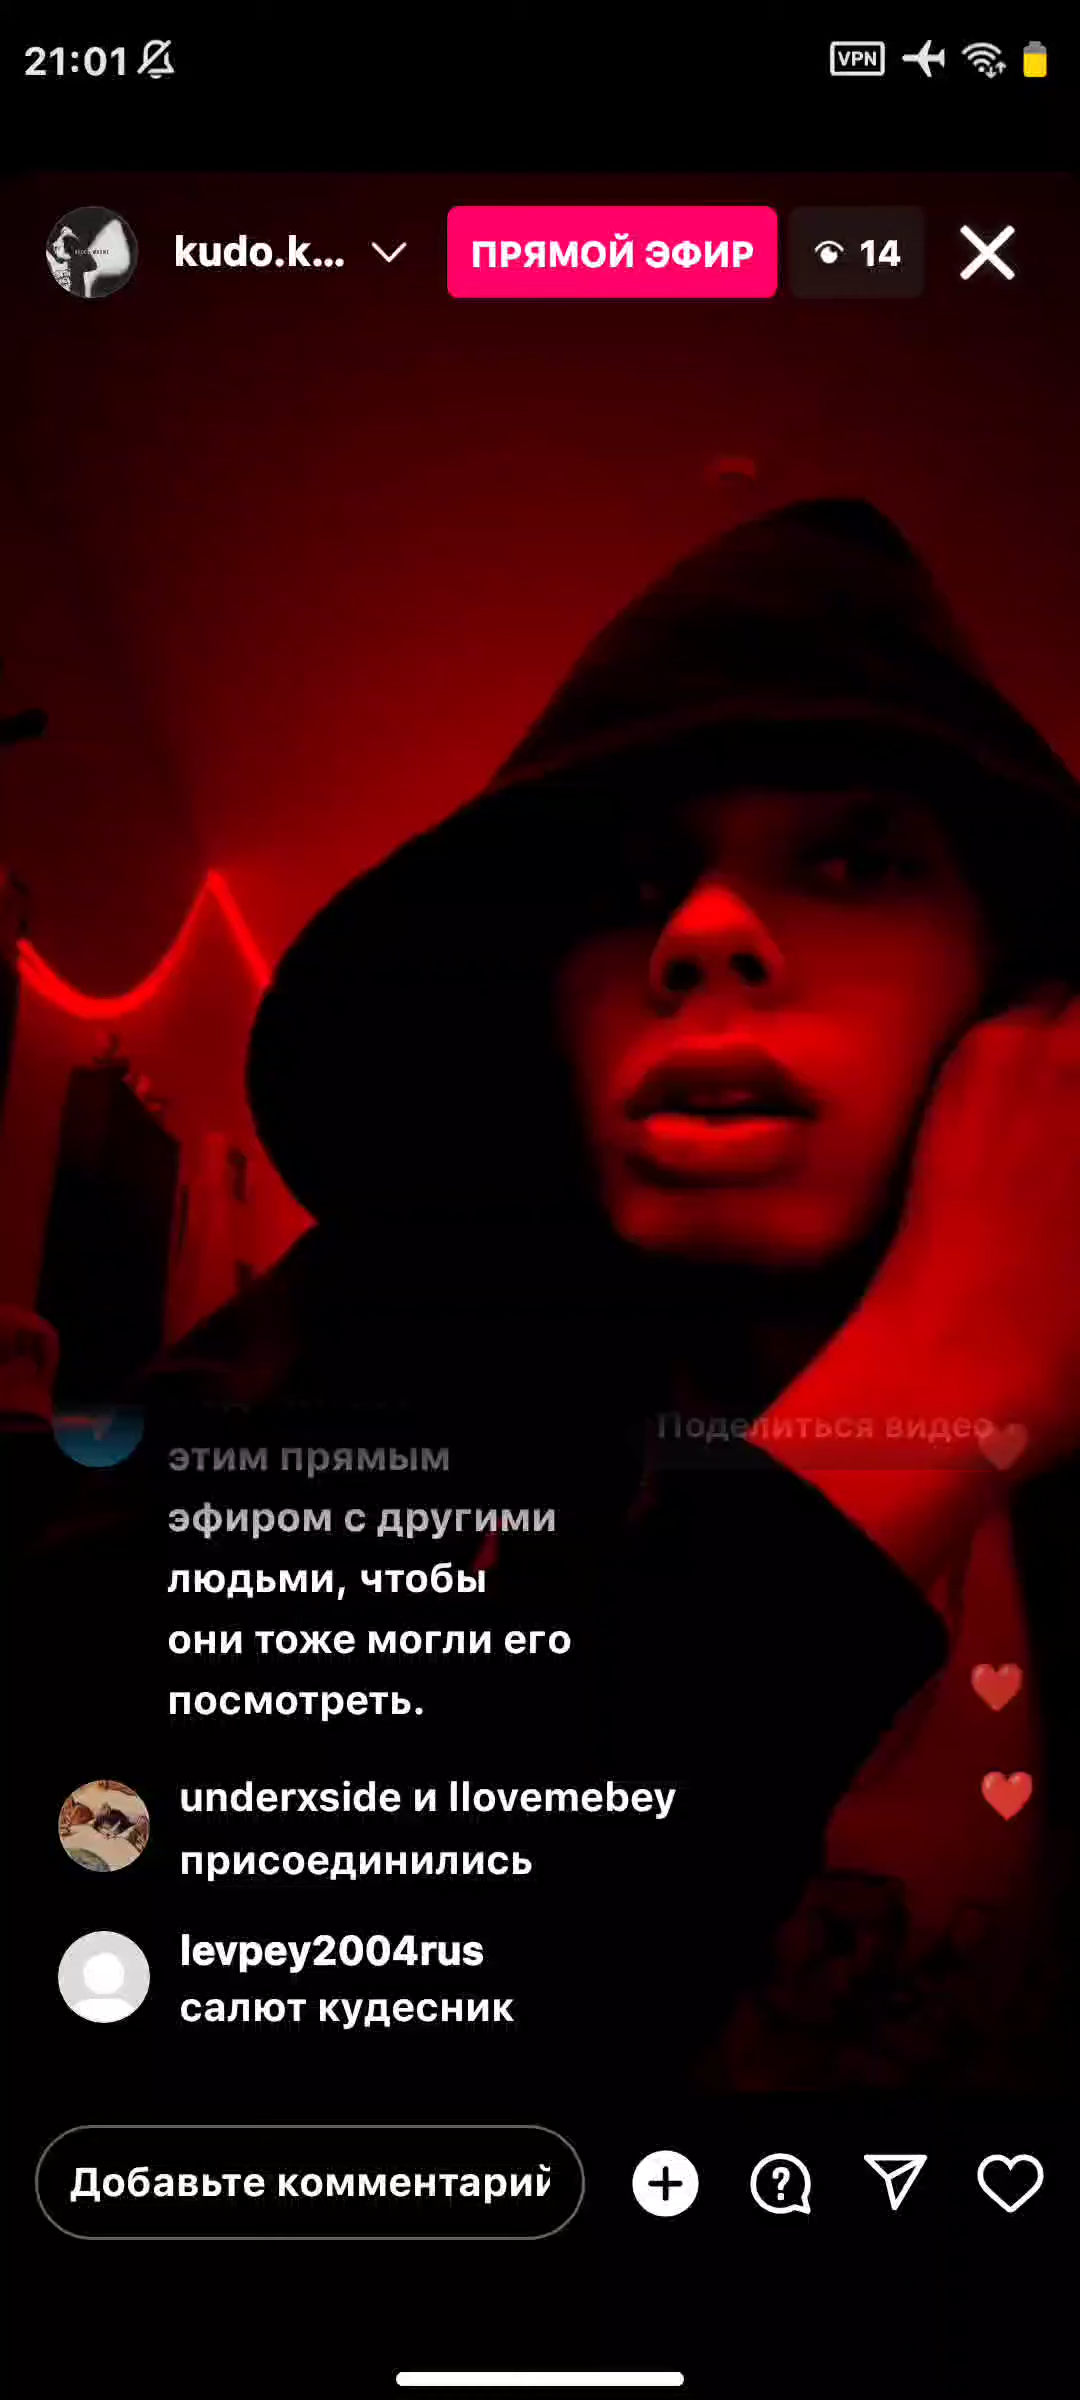 21:01
VPN
kudo.k...
ПРЯМОЙ ЭФИР
14
Поделиться видео
этим прямым
эфиром с другими
людьми, чтобы
они тоже могли его
посмотреть.
underxside и llovemebey
присоединились
levpey2004rus
салют кудесник
Добавьте комментарий